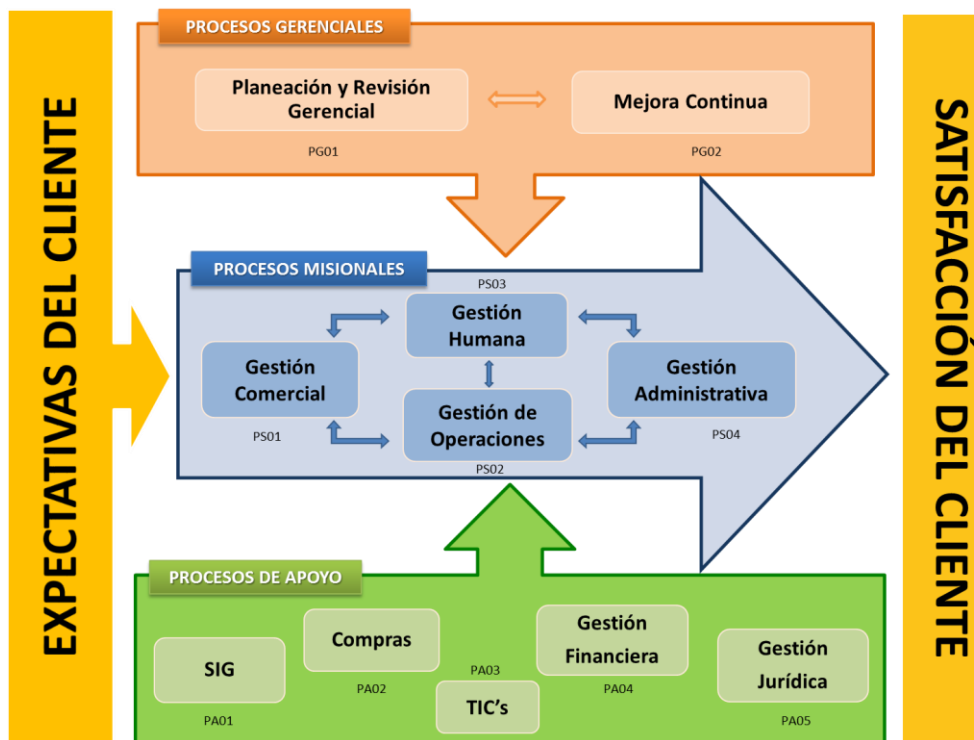 EXPECTATIVAS DEL CLIENTE
PROCESOS GERENCIALES
Planeación y Revisión
Gerencial
PG01
Mejora Continua
PG02
PROCESOS MISIONALES
PS03
Gestión
Humana
Gestión
Comercial
PS01
Gestión de
Operaciones
PS02
Gestión
Administrativa
PS04
PROCESOS DE APOYO
SIG
PA01
Compras
PA02
PA03
TIC's
Gestión
Financiera
PA04
Gestión
Jurídica
PA05
SATISFACCIÓN DEL CLIENTE